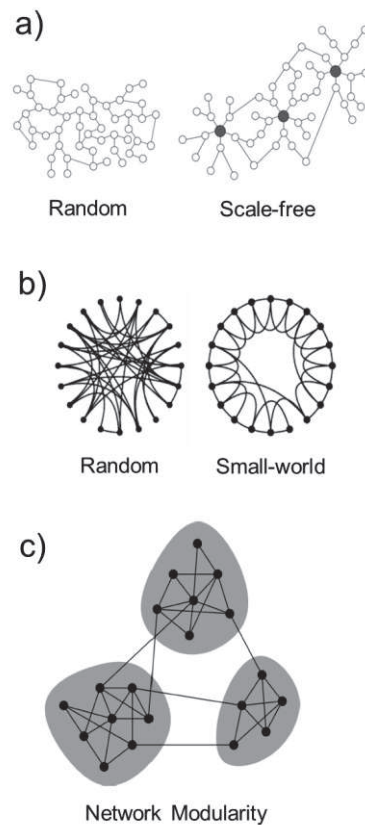 a)
Random Scale-free
b)
Random Small-world
c)
Network Modularity